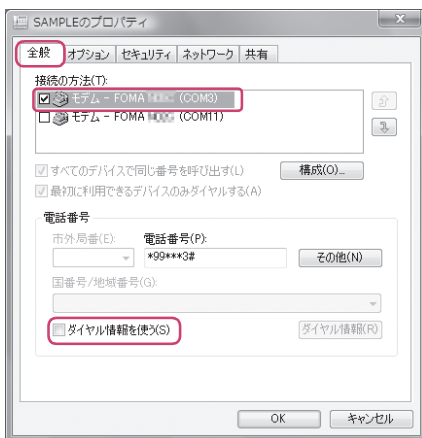 SAMPLEのプロパティ
全般 オプション セキュリティ ネットワーク 共有
接続の方法(T):
モデム - FOMA (COM3)
モデム - FOMA (COM11)
すべてのデバイスで同じ番号を呼び出す(L) 構成(O)...
最初に利用できるデバイスのみダイヤルする(A)
電話番号
市外局番(E): 電話番号(P):
*99***3# その他(N)
国番号/地域番号(G):
ダイヤル情報を使う(S) ダイヤル情報(R)
OK キャンセル